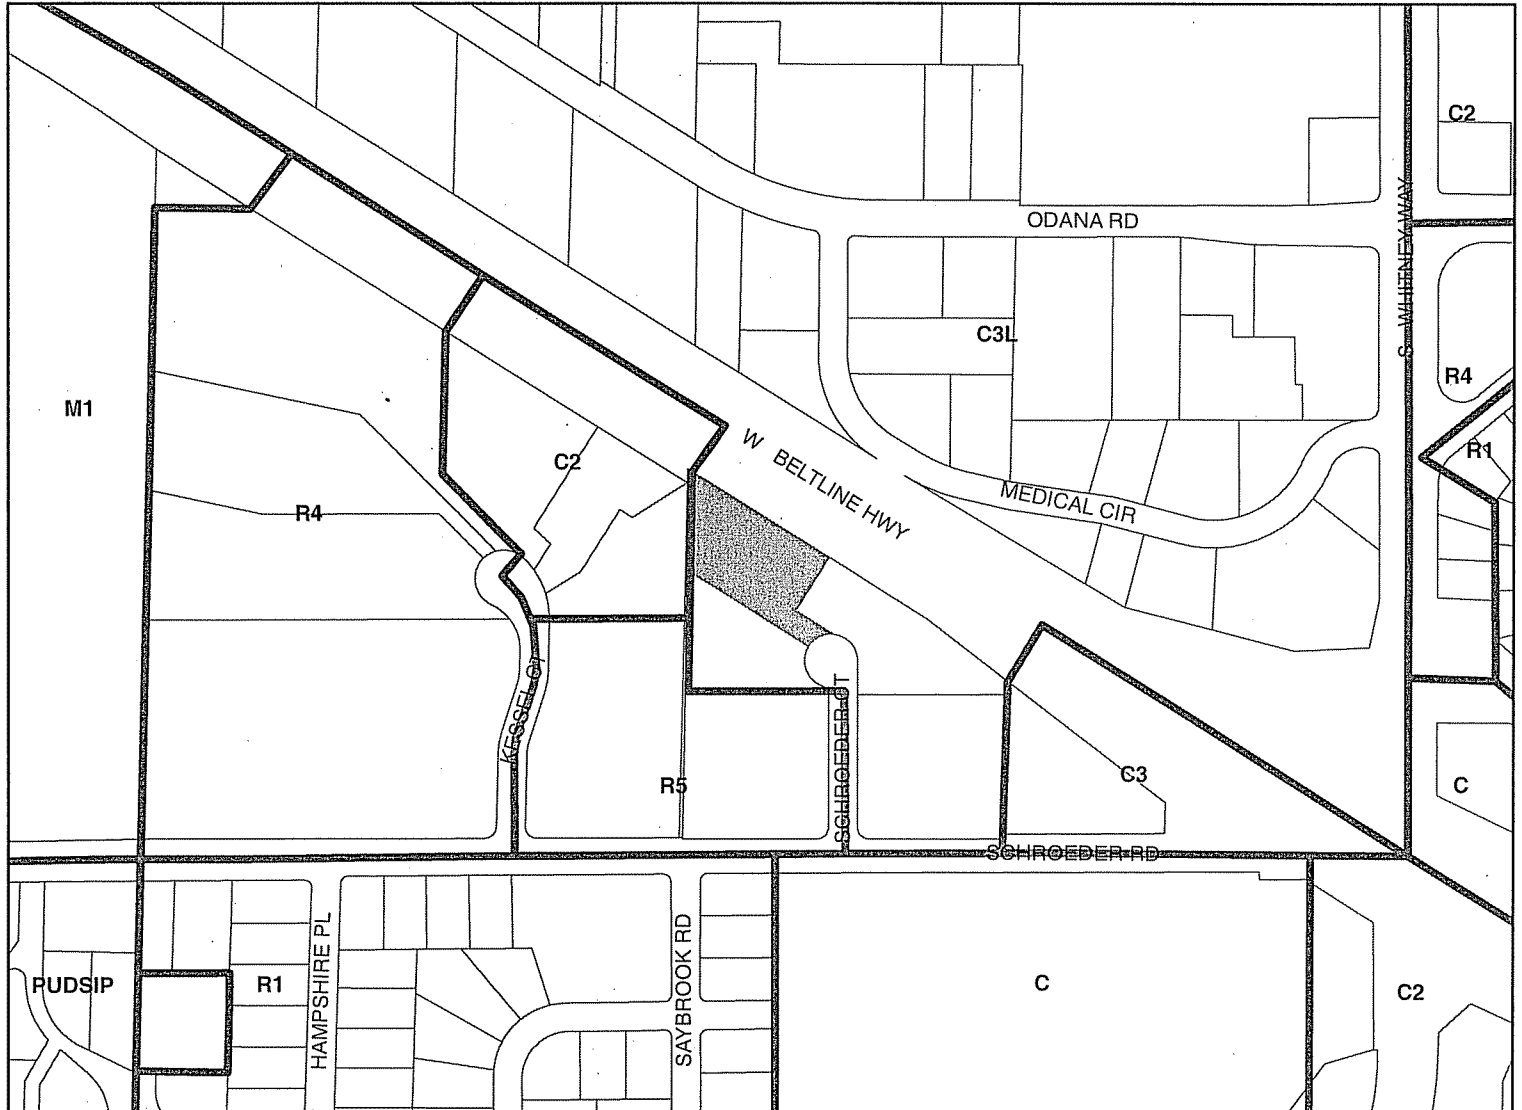 C2
ODANA RD
S WHITNEY WAY
C3L
R4
M1
W BELTLINE HWY
C2
R1
MEDICAL CIR
R4
KESSEL CT
SCHROEDER CT
R5
C3
C
SCHROEDER RD
HAMPSHIRE PL
SAYBROOK RD
PUDSIP
R1
C
C2